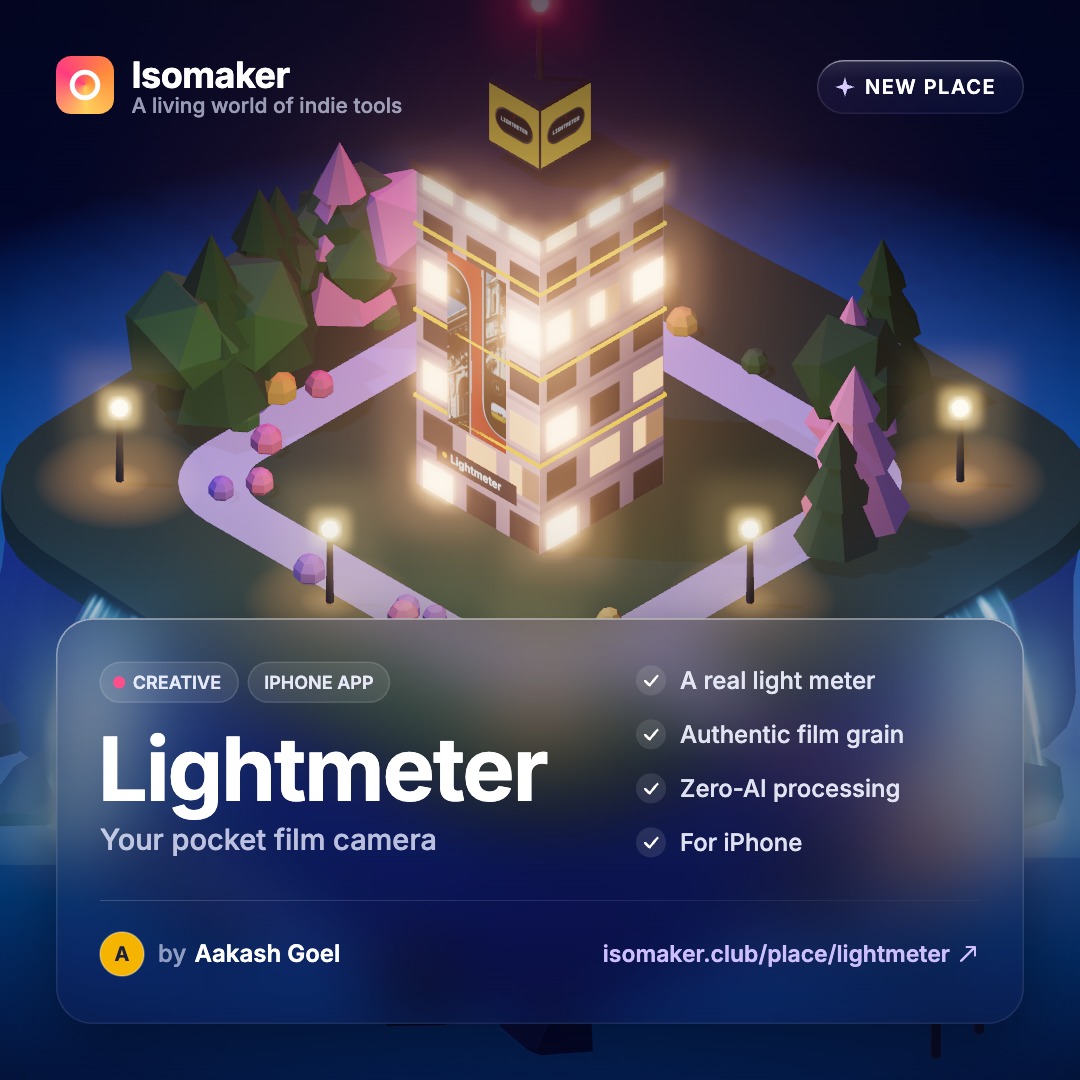 Isomaker
A living world of indie tools
NEW PLACE
LIGHTMETER
LIGHTMETER
Lightmeter
CREATIVE
IPHONE APP
Lightmeter
Your pocket film camera
A real light meter
Authentic film grain
Zero-AI processing
For iPhone
A
by Aakash Goel
isomaker.club/place/lightmeter ↗